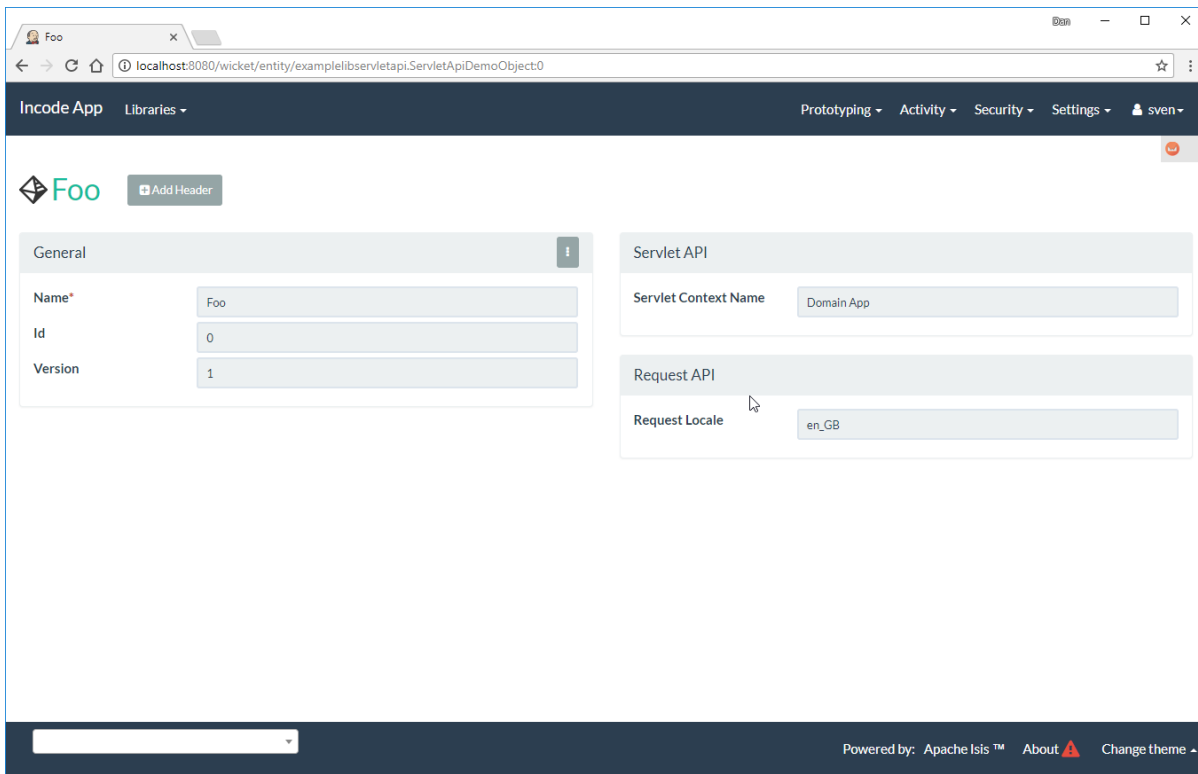 Foo
Dan
localhost:8080/wicket/entity/examplelibservletapi.ServletApiDemoObject:0
Incode App Libraries Prototyping Activity Security Settings sven
Foo Add Header
General
Name* Foo
Id 0
Version 1
Servlet API
Servlet Context Name Domain App
Request API
Request Locale en_GB
Powered by: Apache Isis ™ About Change theme